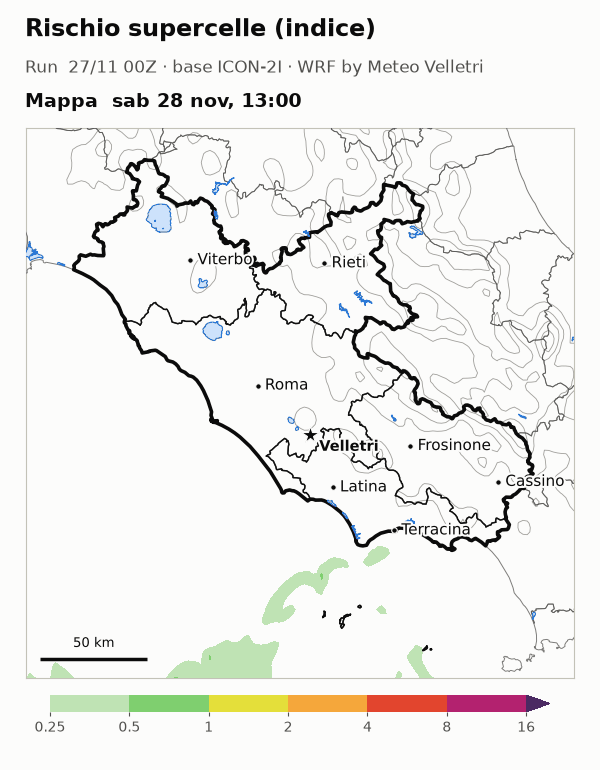 Rischio supercelle (indice)
Run  27/11 00Z · base ICON-2I · WRF by Meteo Velletri
Mappa  sab 28 nov, 13:00
Viterbo
Rieti
Roma
Velletri
Frosinone
Latina
Cassino
Terracina
50 km
0.25 0.5 1 2 4 8 16